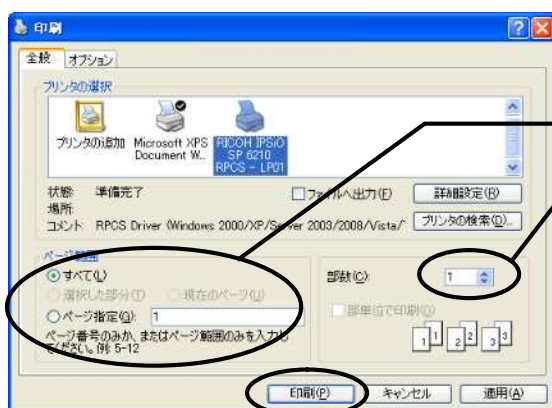 印刷
全般 オプション
プリンタの選択
プリンタの追加
Microsoft XPS Document W..
RICOH IPSiO SP 6210 RPCS - LP01
状態: 準備完了
場所:
コメント: RPCS Driver (Windows 2000/XP/Server 2003/2008/Vista/
ファイルへ出力(F)
詳細設定(R)
プリンタの検索(D)...
ページ範囲
すべて(L)
選択した部分(T) 現在のページ(U)
ページ指定(G): 1
ページ番号のみか、またはページ範囲のみを入力し
てください。例: 5-12
部数(C): 1
部単位で印刷(O)
1 1 2 2 3 3
印刷(P) キャンセル 適用(A)